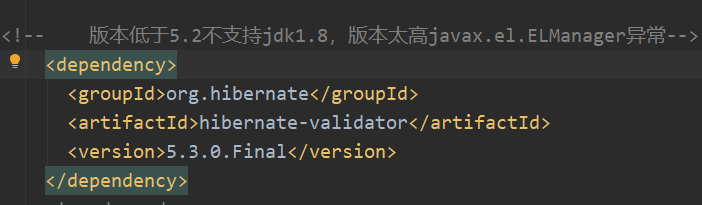 <!--    版本低于5.2不支持jdk1.8，版本太高javax.el.ELManager异常-->
<dependency>
<groupId>org.hibernate</groupId>
<artifactId>hibernate-validator</artifactId>
<version>5.3.0.Final</version>
</dependency>